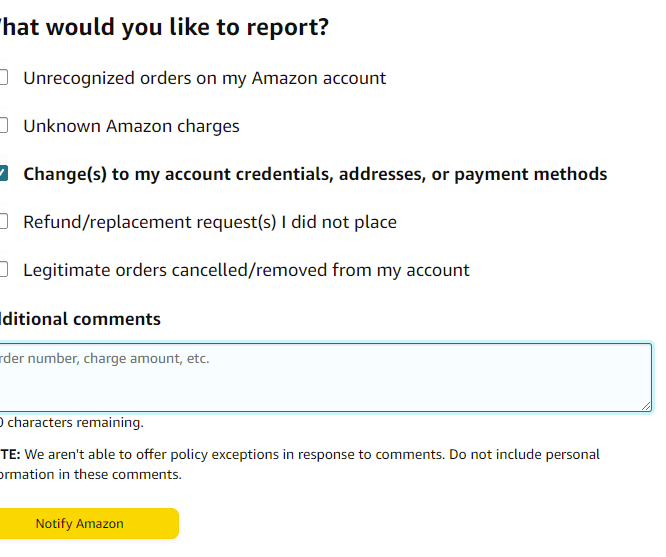 hat would you like to report?
Unrecognized orders on my Amazon account
Unknown Amazon charges
Change(s) to my account credentials, addresses, or payment methods
Refund/replacement request(s) I did not place
Legitimate orders cancelled/removed from my account
ditional comments
rder number, charge amount, etc.
0 characters remaining.
TE: We aren't able to offer policy exceptions in response to comments. Do not include personal
ormation in these comments.
Notify Amazon